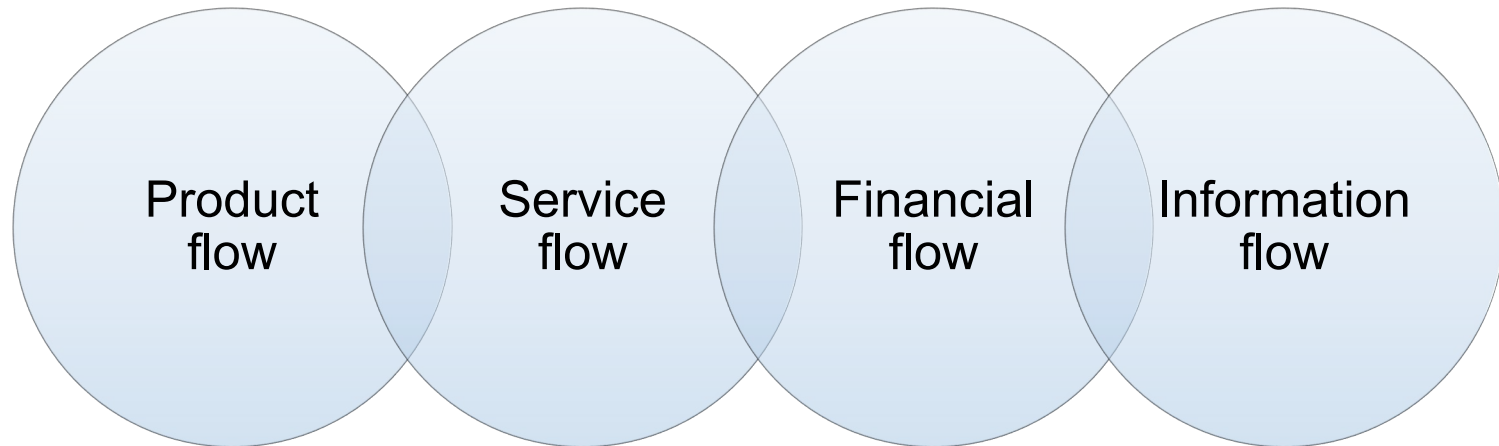 Product
flow
Service
flow
Financial
flow
Information
flow